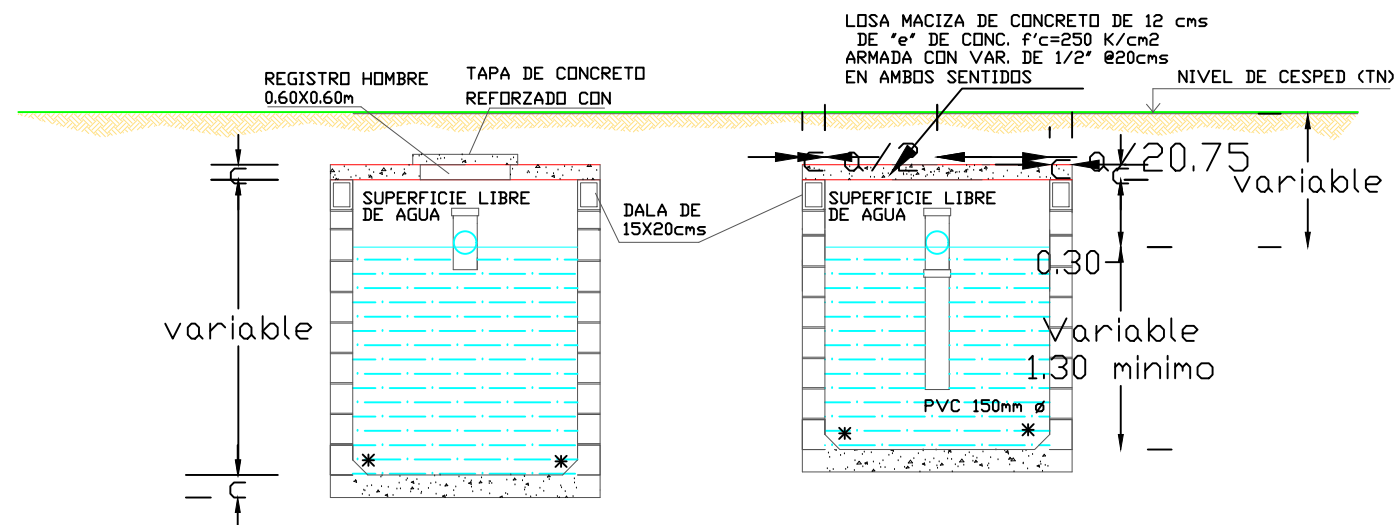 LOSA MACIZA DE CONCRETO DE 12 cms
DE "e" DE CONC. f'c=250 K/cm2
ARMADA CON VAR. DE 1/2" @20cms
EN AMBOS SENTIDOS
REGISTRO HOMBRE
0.60X0.60m
TAPA DE CONCRETO
REFORZADO CON
NIVEL DE CESPED (TN)
SUPERFICIE LIBRE
DE AGUA
DALA DE
15X20cms
SUPERFICIE LIBRE
DE AGUA
variable
0.30
variable
Variable
1.30 minimo
PVC 150mm ø